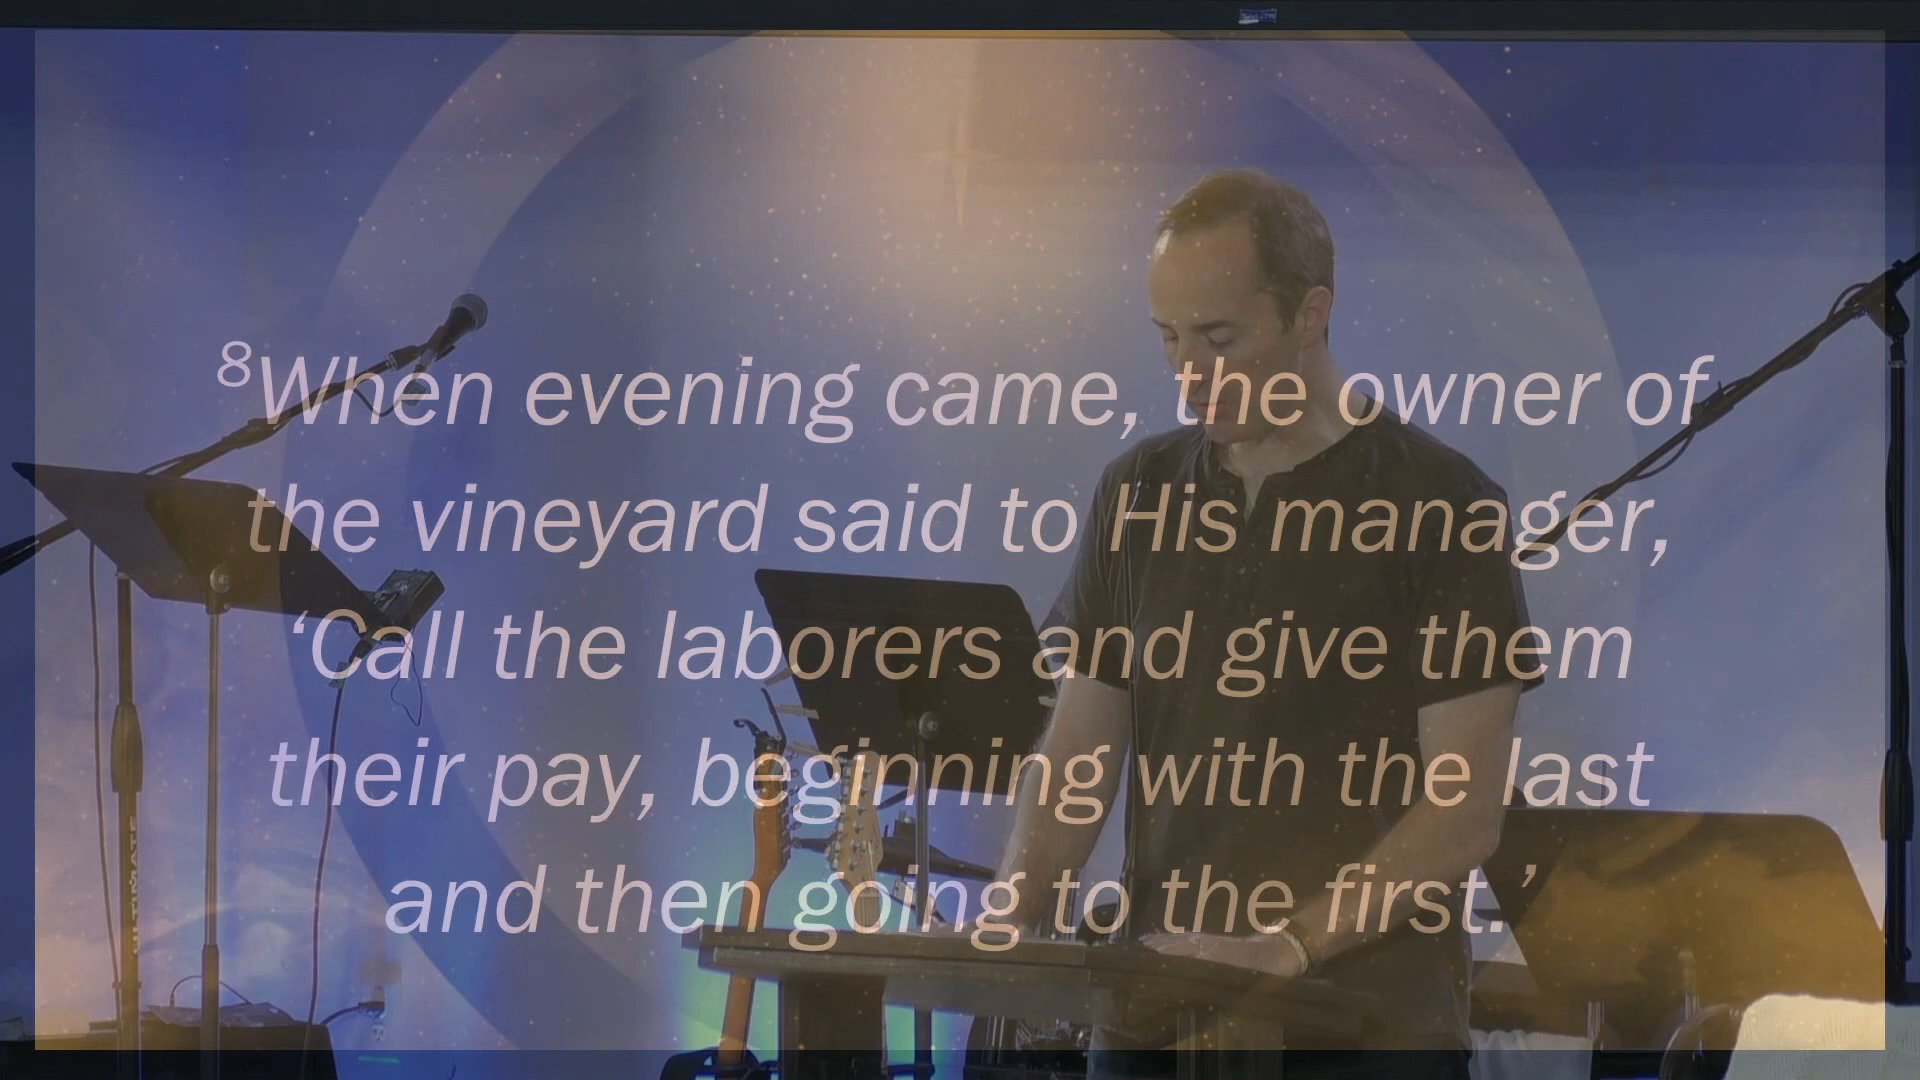 ⁸When evening came, the owner of
the vineyard said to His manager,
‘Call the laborers and give them
their pay, beginning with the last
and then going to the first.’
ULTIMATE